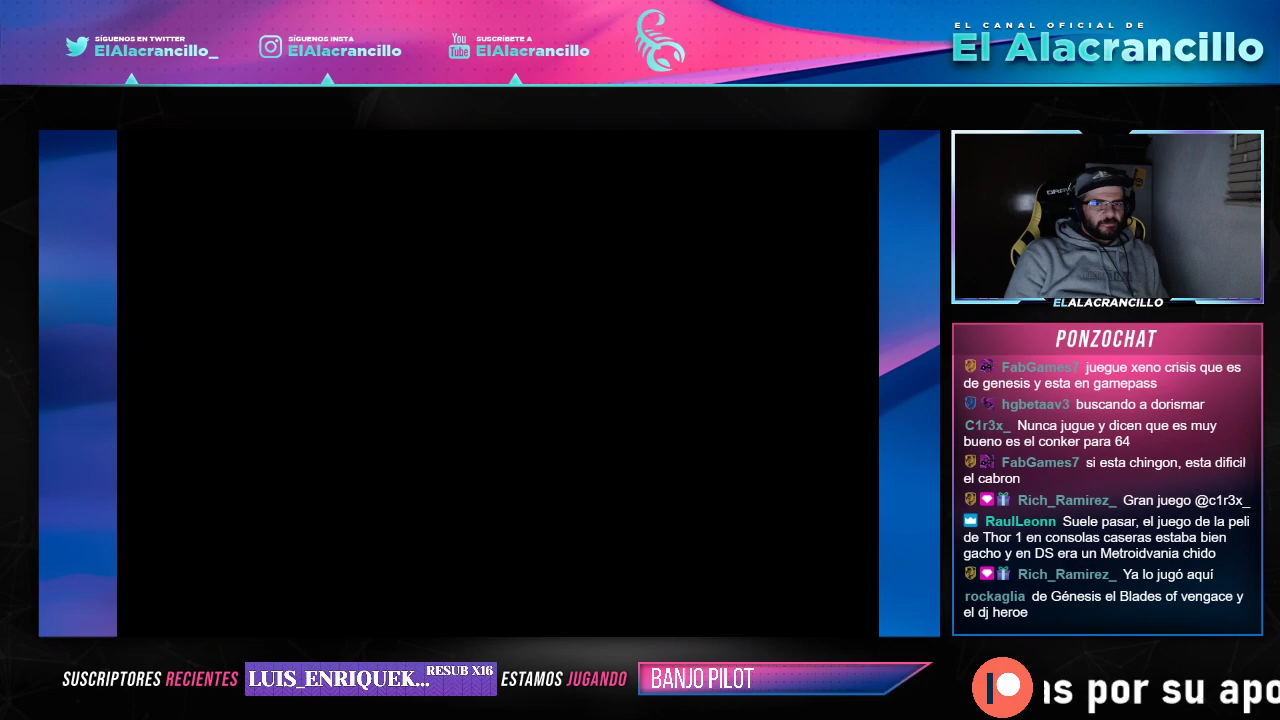 SÍGUENOS EN TWITTER
ElAlacrancillo_
SÍGUENOS INSTA
ElAlacrancillo
You
Tube
SUSCRÍBETE A
ElAlacrancillo
EL CANAL OFICIAL DE
El Alacrancillo
ELALACRANCILLO
PONZOCHAT
FabGames7 juegue xeno crisis que es
de genesis y esta en gamepass
hgbetaav3 buscando a dorismar
C1r3x_ Nunca jugue y dicen que es muy
bueno es el conker para 64
FabGames7 si esta chingon, esta dificil
el cabron
Rich_Ramirez_ Gran juego @c1r3x_
RaulLeonn Suele pasar, el juego de la peli
de Thor 1 en consolas caseras estaba bien
gacho y en DS era un Metroidvania chido
Rich_Ramirez_ Ya lo jugó aquí
rockaglia de Génesis el Blades of vengace y
el dj heroe
SUSCRIPTORES RECIENTES
LUIS_ENRIQUEK...
RESUB X16
ESTAMOS JUGANDO
BANJO PILOT
as por su apo